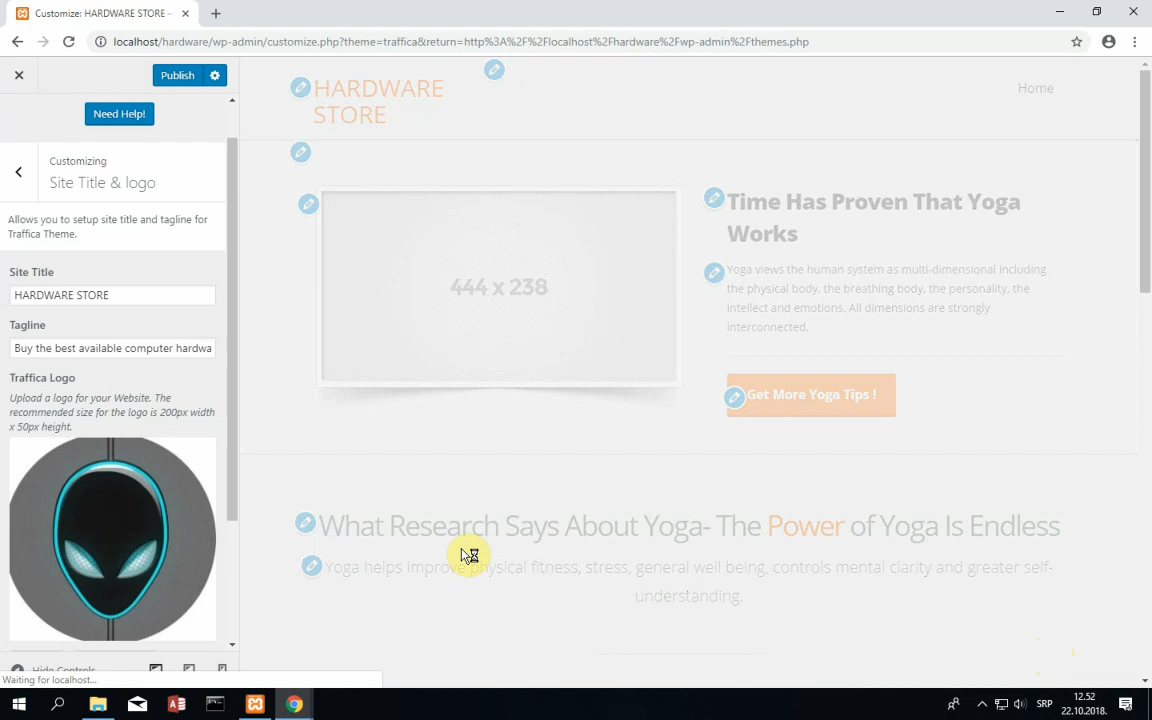 Customize: HARDWARE STORE –
localhost/hardware/wp-admin/customize.php?theme=traffica&return=http%3A%2F%2Flocalhost%2Fhardware%2Fwp-admin%2Fthemes.php
Publish
Need Help!
Customizing
Site Title & logo
Allows you to setup site title and tagline for
Traffica Theme.
Site Title
HARDWARE STORE
Tagline
Buy the best available computer hardwa
Traffica Logo
Upload a logo for your Website. The
recommended size for the logo is 200px width
x 50px height.
Hide Controls
Waiting for localhost...
HARDWARE
STORE
Home
444 x 238
Time Has Proven That Yoga
Works
Yoga views the human system as multi-dimensional including
the physical body, the breathing body, the personality, the
intellect and emotions. All dimensions are strongly
interconnected.
Get More Yoga Tips !
What Research Says About Yoga- The Power of Yoga Is Endless
Yoga helps improve physical fitness, stress, general well being, controls mental clarity and greater self-
understanding.
SRP
12.52
22.10.2018.